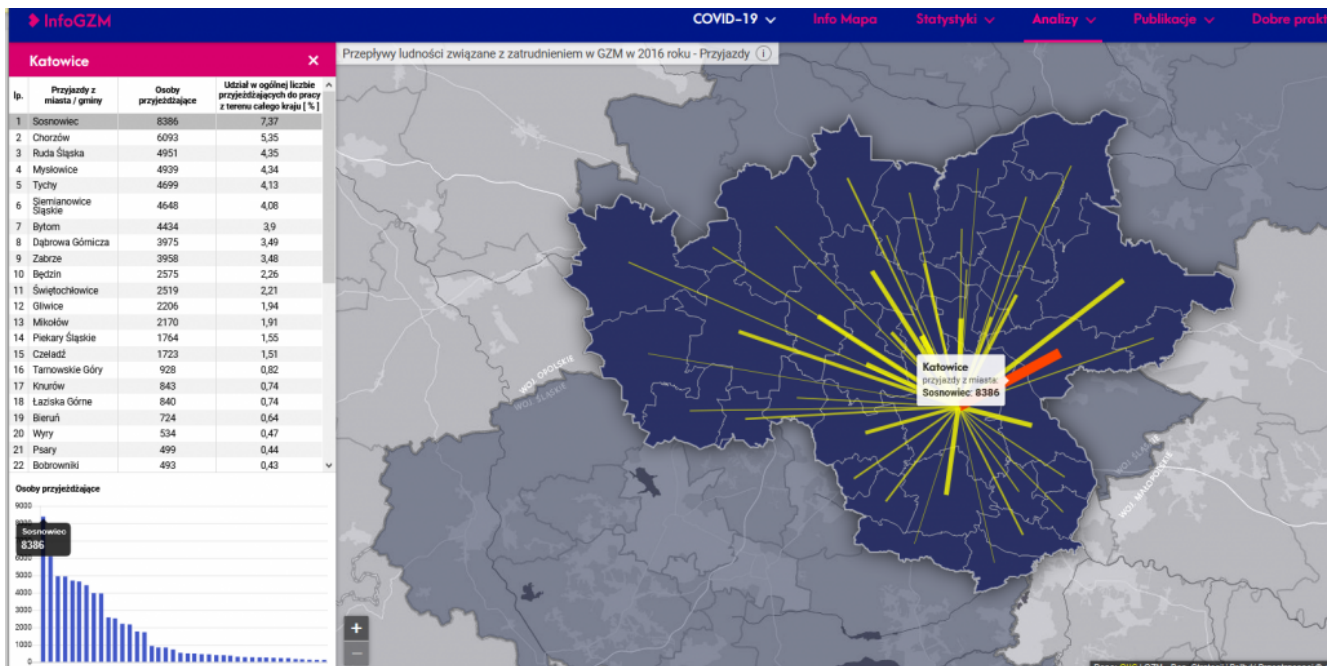 InfoGZM
COVID-19
Info Mapa
Statystyki
Analizy
Publikacje
Dobre prakt
Katowice ×
Przepływy ludności związane z zatrudnieniem w GZM w 2016 roku - Przyjazdy
lp. Przyjazdy z miasta / gminy Osoby przyjeżdżające Udział w ogólnej liczbie przyjeżdżających do pracy z terenu całego kraju [ % ]
1 Sosnowiec 8386 7,37
2 Chorzów 6093 5,35
3 Ruda Śląska 4951 4,35
4 Mysłowice 4939 4,34
5 Tychy 4699 4,13
6 Siemianowice Śląskie 4648 4,08
7 Bytom 4434 3,9
8 Dąbrowa Górnicza 3975 3,49
9 Zabrze 3958 3,48
10 Będzin 2575 2,26
11 Świętochłowice 2519 2,21
12 Gliwice 2206 1,94
13 Mikołów 2170 1,91
14 Piekary Śląskie 1764 1,55
15 Czeladź 1723 1,51
16 Tarnowskie Góry 928 0,82
17 Knurów 843 0,74
18 Łaziska Górne 840 0,74
19 Bieruń 724 0,64
20 Wyry 534 0,47
21 Psary 499 0,44
22 Bobrowniki 493 0,43
Osoby przyjeżdżające
9000
8000
Sosnowiec
8386
6000
5000
4000
3000
2000
1000
0
Katowice
przyjazdy z miasta:
Sosnowiec: 8386
WOJ. OPOLSKIE
WOJ. ŚLĄSKIE
WOJ. MAŁOPOLSKIE
+
−